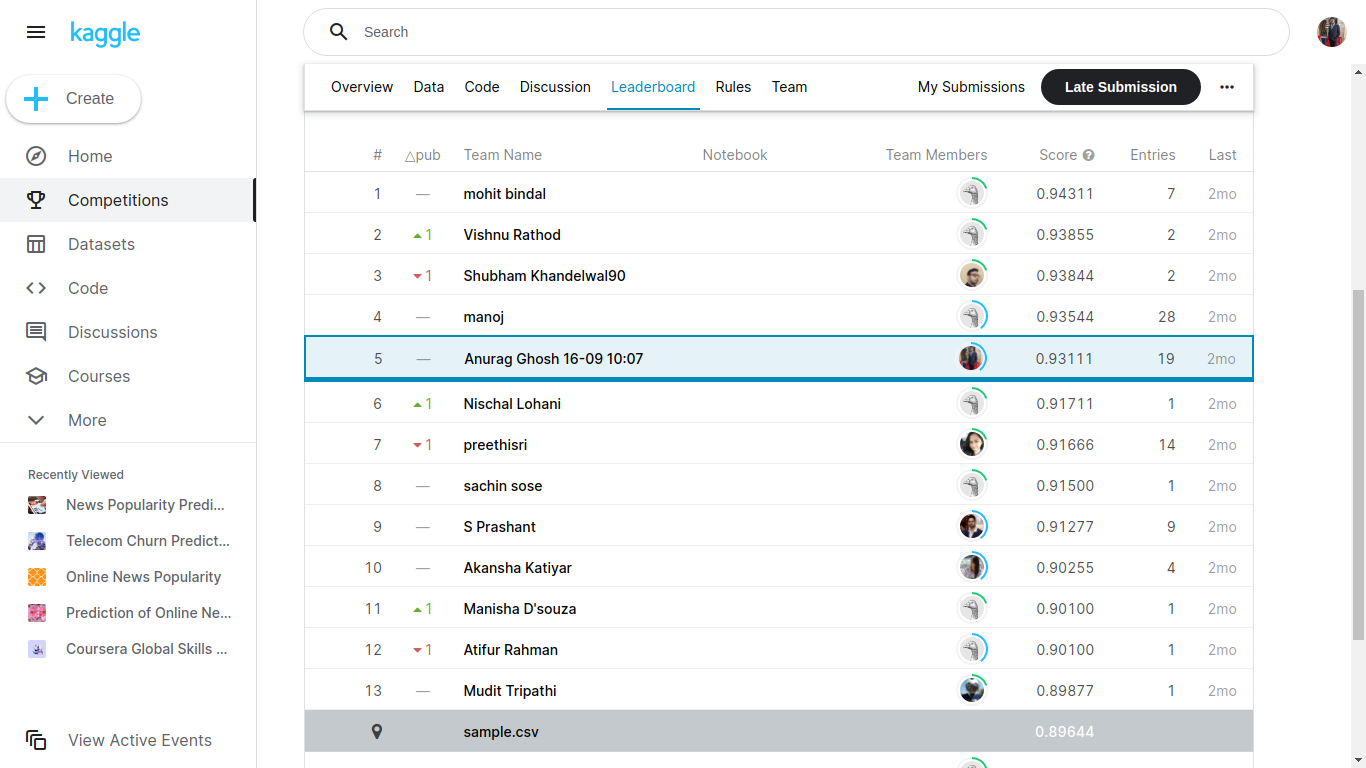 kaggle
Search
Create
Home
Competitions
Datasets
Code
Discussions
Courses
More
Recently Viewed
News Popularity Predi...
Telecom Churn Predict...
Online News Popularity
Prediction of Online Ne...
Coursera Global Skills ...
View Active Events
Overview Data Code Discussion Leaderboard Rules Team My Submissions Late Submission •••
# △pub Team Name Notebook Team Members Score ? Entries Last
1 — mohit bindal 0.94311 7 2mo
2 ▲1 Vishnu Rathod 0.93855 2 2mo
3 ▼1 Shubham Khandelwal90 0.93844 2 2mo
4 — manoj 0.93544 28 2mo
5 — Anurag Ghosh 16-09 10:07 0.93111 19 2mo
6 ▲1 Nischal Lohani 0.91711 1 2mo
7 ▼1 preethisri 0.91666 14 2mo
8 — sachin sose 0.91500 1 2mo
9 — S Prashant 0.91277 9 2mo
10 — Akansha Katiyar 0.90255 4 2mo
11 ▲1 Manisha D'souza 0.90100 1 2mo
12 ▼1 Atifur Rahman 0.90100 1 2mo
13 — Mudit Tripathi 0.89877 1 2mo
sample.csv 0.89644